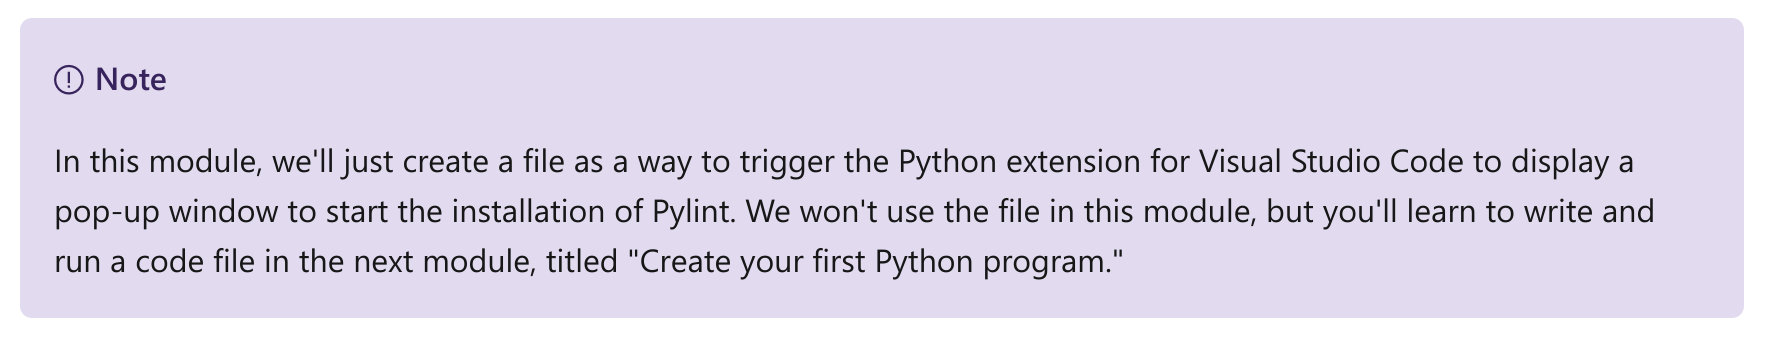 Note
In this module, we'll just create a file as a way to trigger the Python extension for Visual Studio Code to display a
pop-up window to start the installation of Pylint. We won't use the file in this module, but you'll learn to write and
run a code file in the next module, titled "Create your first Python program."